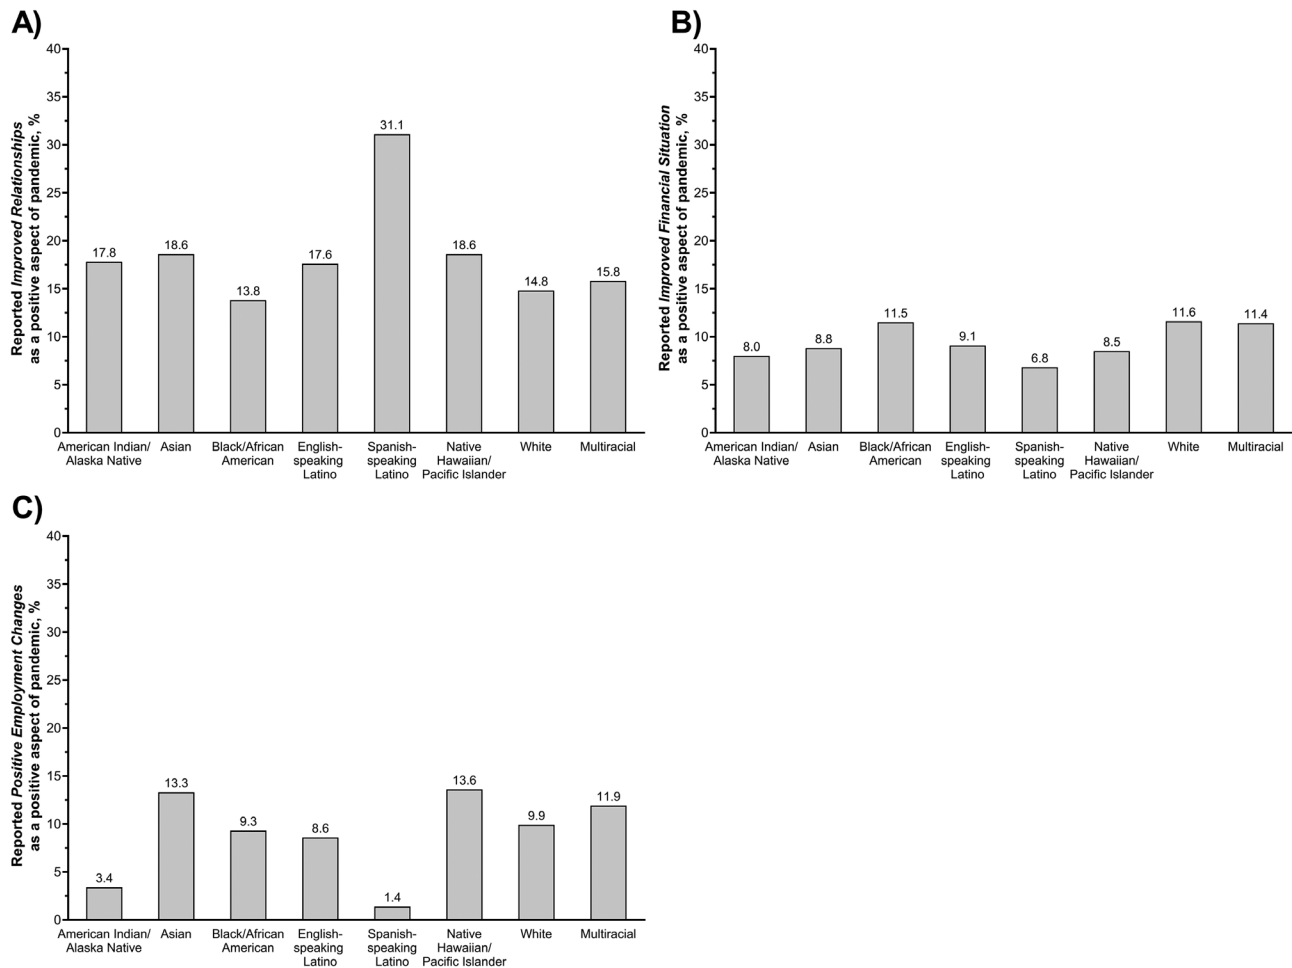 A)
Reported Improved Relationships
as a positive aspect of pandemic, %
40
35
30
25
20
15
10
5
0
17.8
18.6
13.8
17.6
31.1
18.6
14.8
15.8
American Indian/
Alaska Native
Asian
Black/African
American
English-
speaking
Latino
Spanish-
speaking
Latino
Native
Hawaiian/
Pacific Islander
White
Multiracial
B)
Reported Improved Financial Situation
as a positive aspect of pandemic, %
40
35
30
25
20
15
10
5
0
8.0
8.8
11.5
9.1
6.8
8.5
11.6
11.4
American Indian/
Alaska Native
Asian
Black/African
American
English-
speaking
Latino
Spanish-
speaking
Latino
Native
Hawaiian/
Pacific Islander
White
Multiracial
C)
Reported Positive Employment Changes
as a positive aspect of pandemic, %
40
35
30
25
20
15
10
5
0
3.4
13.3
9.3
8.6
1.4
13.6
9.9
11.9
American Indian/
Alaska Native
Asian
Black/African
American
English-
speaking
Latino
Spanish-
speaking
Latino
Native
Hawaiian/
Pacific Islander
White
Multiracial